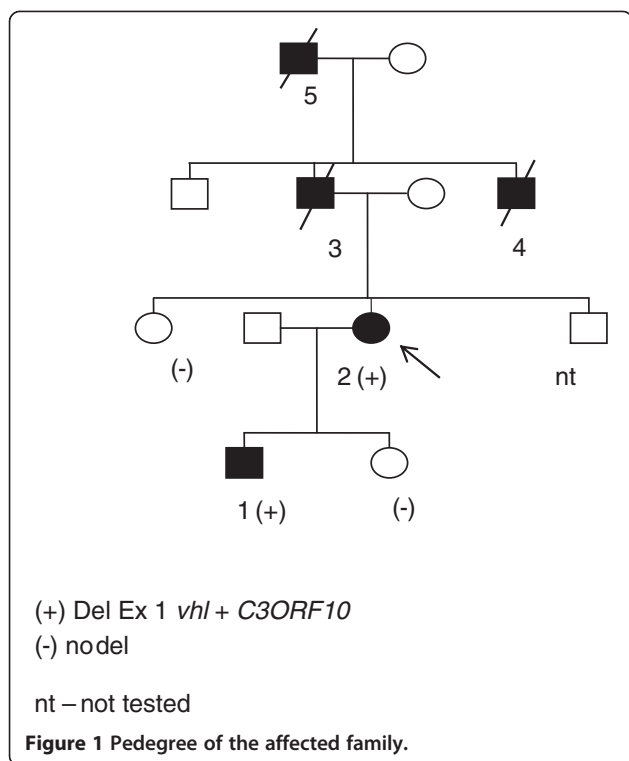 5
3
4
(-)
2 (+)
nt
1 (+)
(-)
(+) Del Ex 1 vhl + C3ORF10
(-) no del
nt – not tested
Figure 1 Pedegree of the affected family.